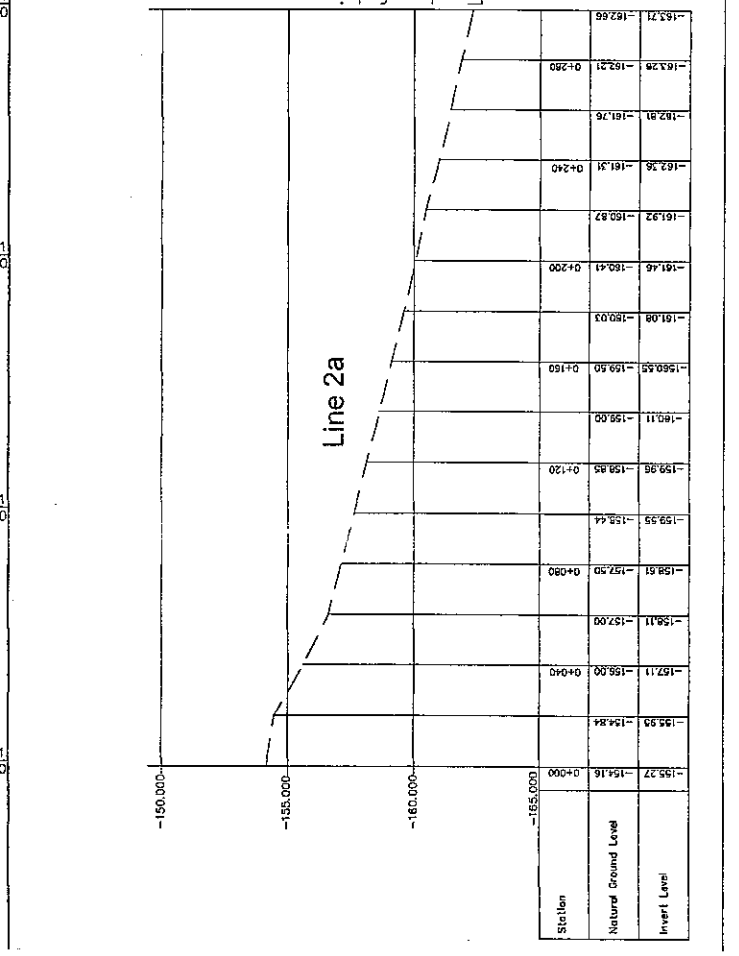 Line 2a
-150.000
-155.000
-160.000
-165.000
Station 0+000 0+040 0+080 0+120 0+160 0+200 0+240 0+280
Natural Ground Level -154.16 -154.84 -156.00 -157.00 -157.50 -158.44 -158.85 -159.00 -159.50 -160.03 -160.41 -160.87 -161.31 -161.76 -162.21 -162.66
Invert Level -155.27 -155.95 -157.11 -158.11 -158.61 -159.55 -159.96 -160.11 -1560.55 -161.08 -161.46 -161.92 -162.36 -162.81 -163.26 -163.71